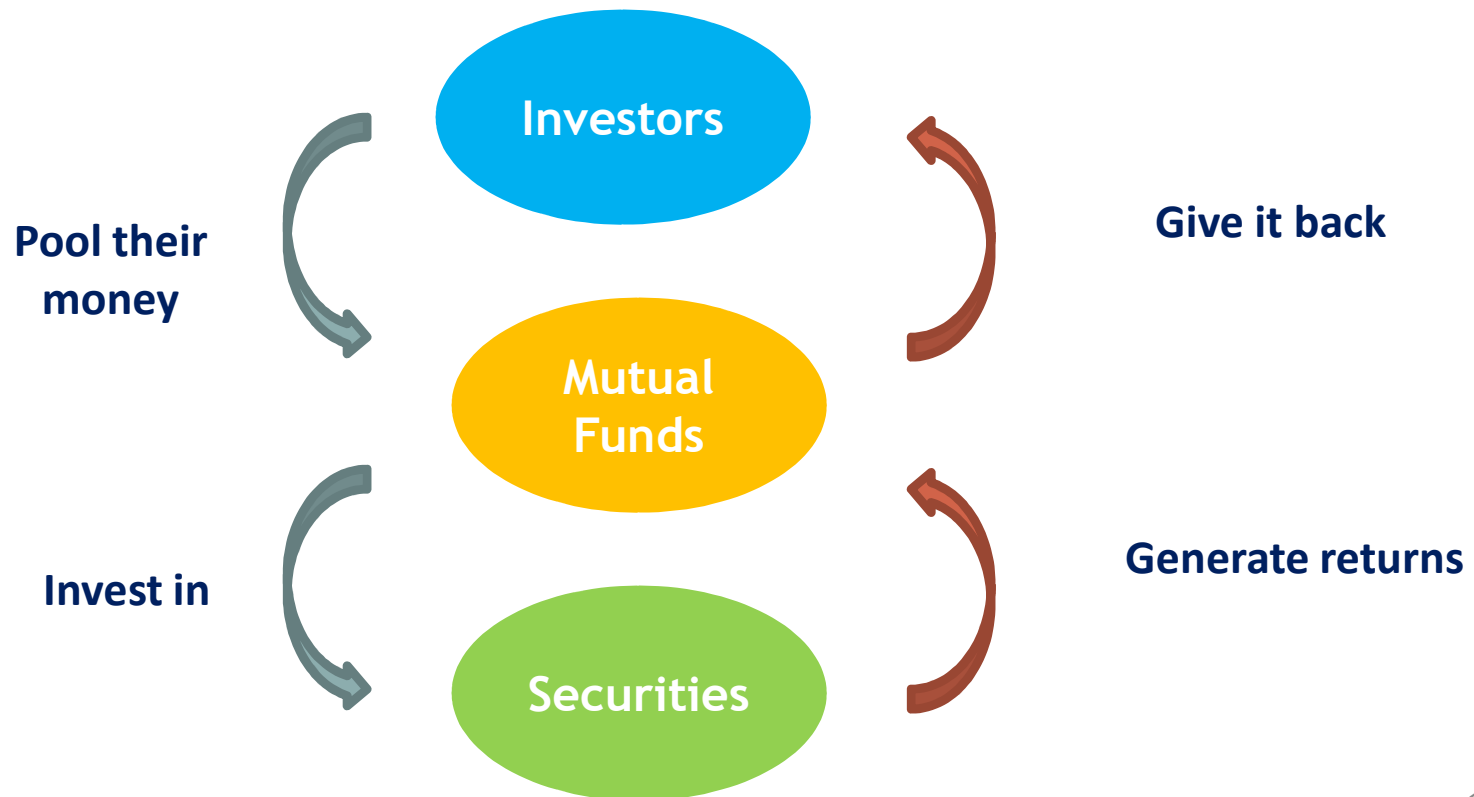 Investors
Pool their
money
Give it back
Mutual
Funds
Invest in
Generate returns
Securities